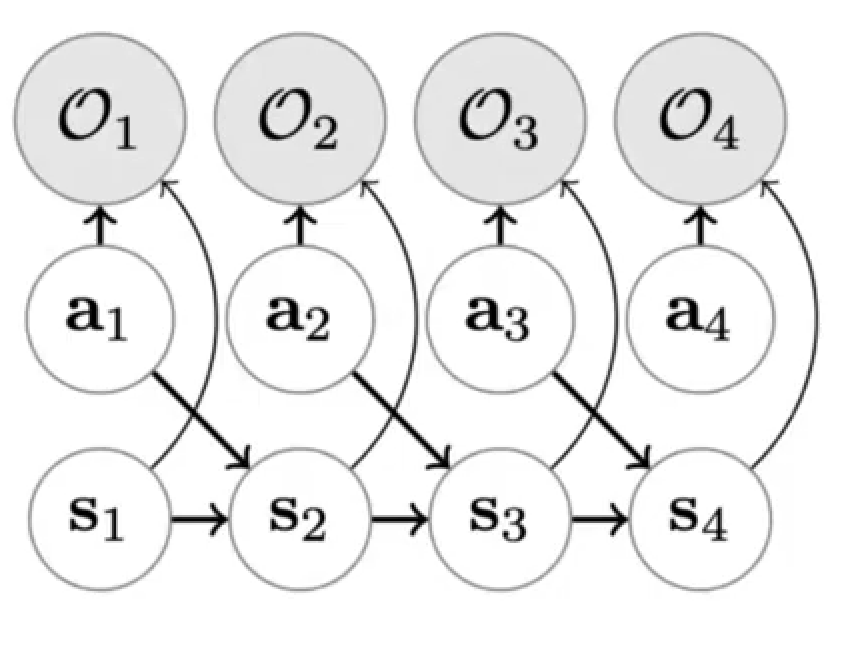 𝒪₁ 𝒪₂ 𝒪₃ 𝒪₄
a₁ a₂ a₃ a₄
s₁ s₂ s₃ s₄